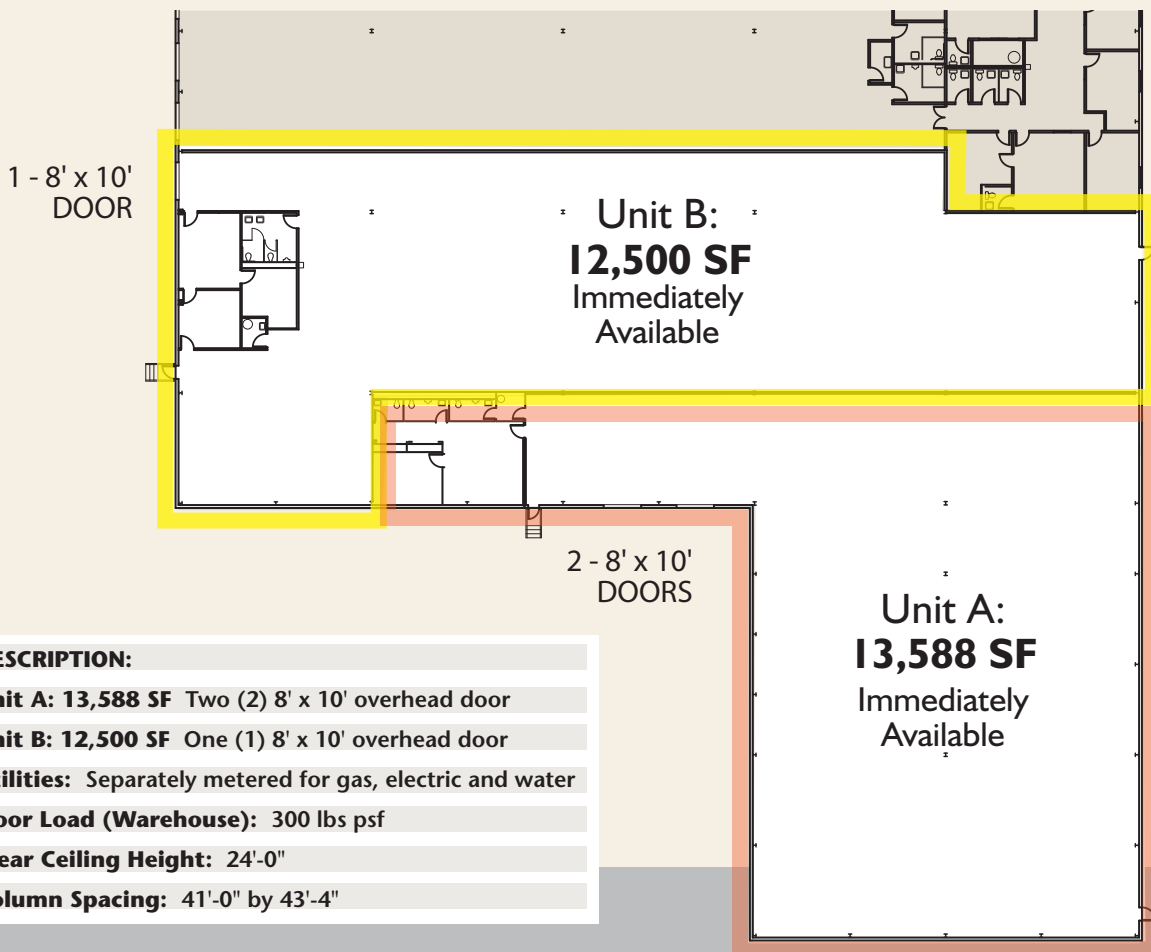 1 - 8' x 10'
DOOR
Unit B:
12,500 SF
Immediately
Available
2 - 8' x 10'
DOORS
Unit A:
13,588 SF
Immediately
Available
ESCRIPTION:
nit A: 13,588 SF Two (2) 8' x 10' overhead door
nit B: 12,500 SF One (1) 8' x 10' overhead door
ilities: Separately metered for gas, electric and water
oor Load (Warehouse): 300 lbs psf
ear Ceiling Height: 24'-0"
olumn Spacing: 41'-0" by 43'-4"